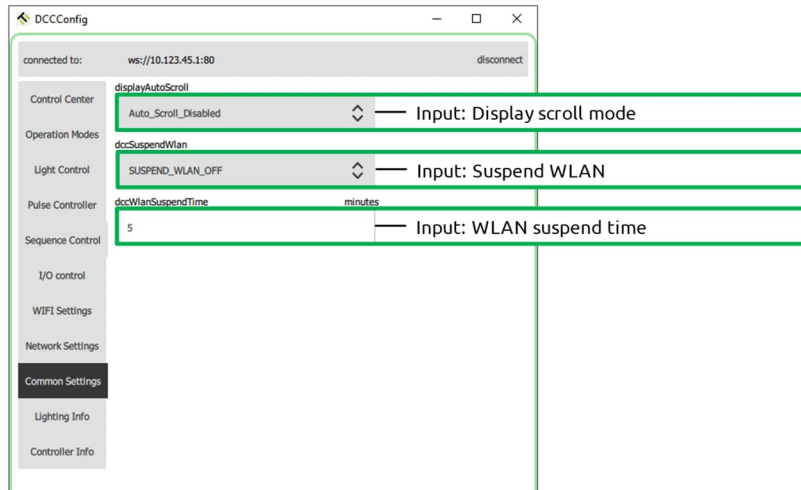 DCCConfig
connected to: ws://10.123.45.1:80 disconnect
Control Center
Operation Modes
Light Control
Pulse Controller
Sequence Control
I/O control
WIFI Settings
Network Settings
Common Settings
Lighting Info
Controller Info
displayAutoScroll
Auto_Scroll_Disabled
Input: Display scroll mode
dccSuspendWlan
SUSPEND_WLAN_OFF
Input: Suspend WLAN
dccWlanSuspendTime minutes
5
Input: WLAN suspend time